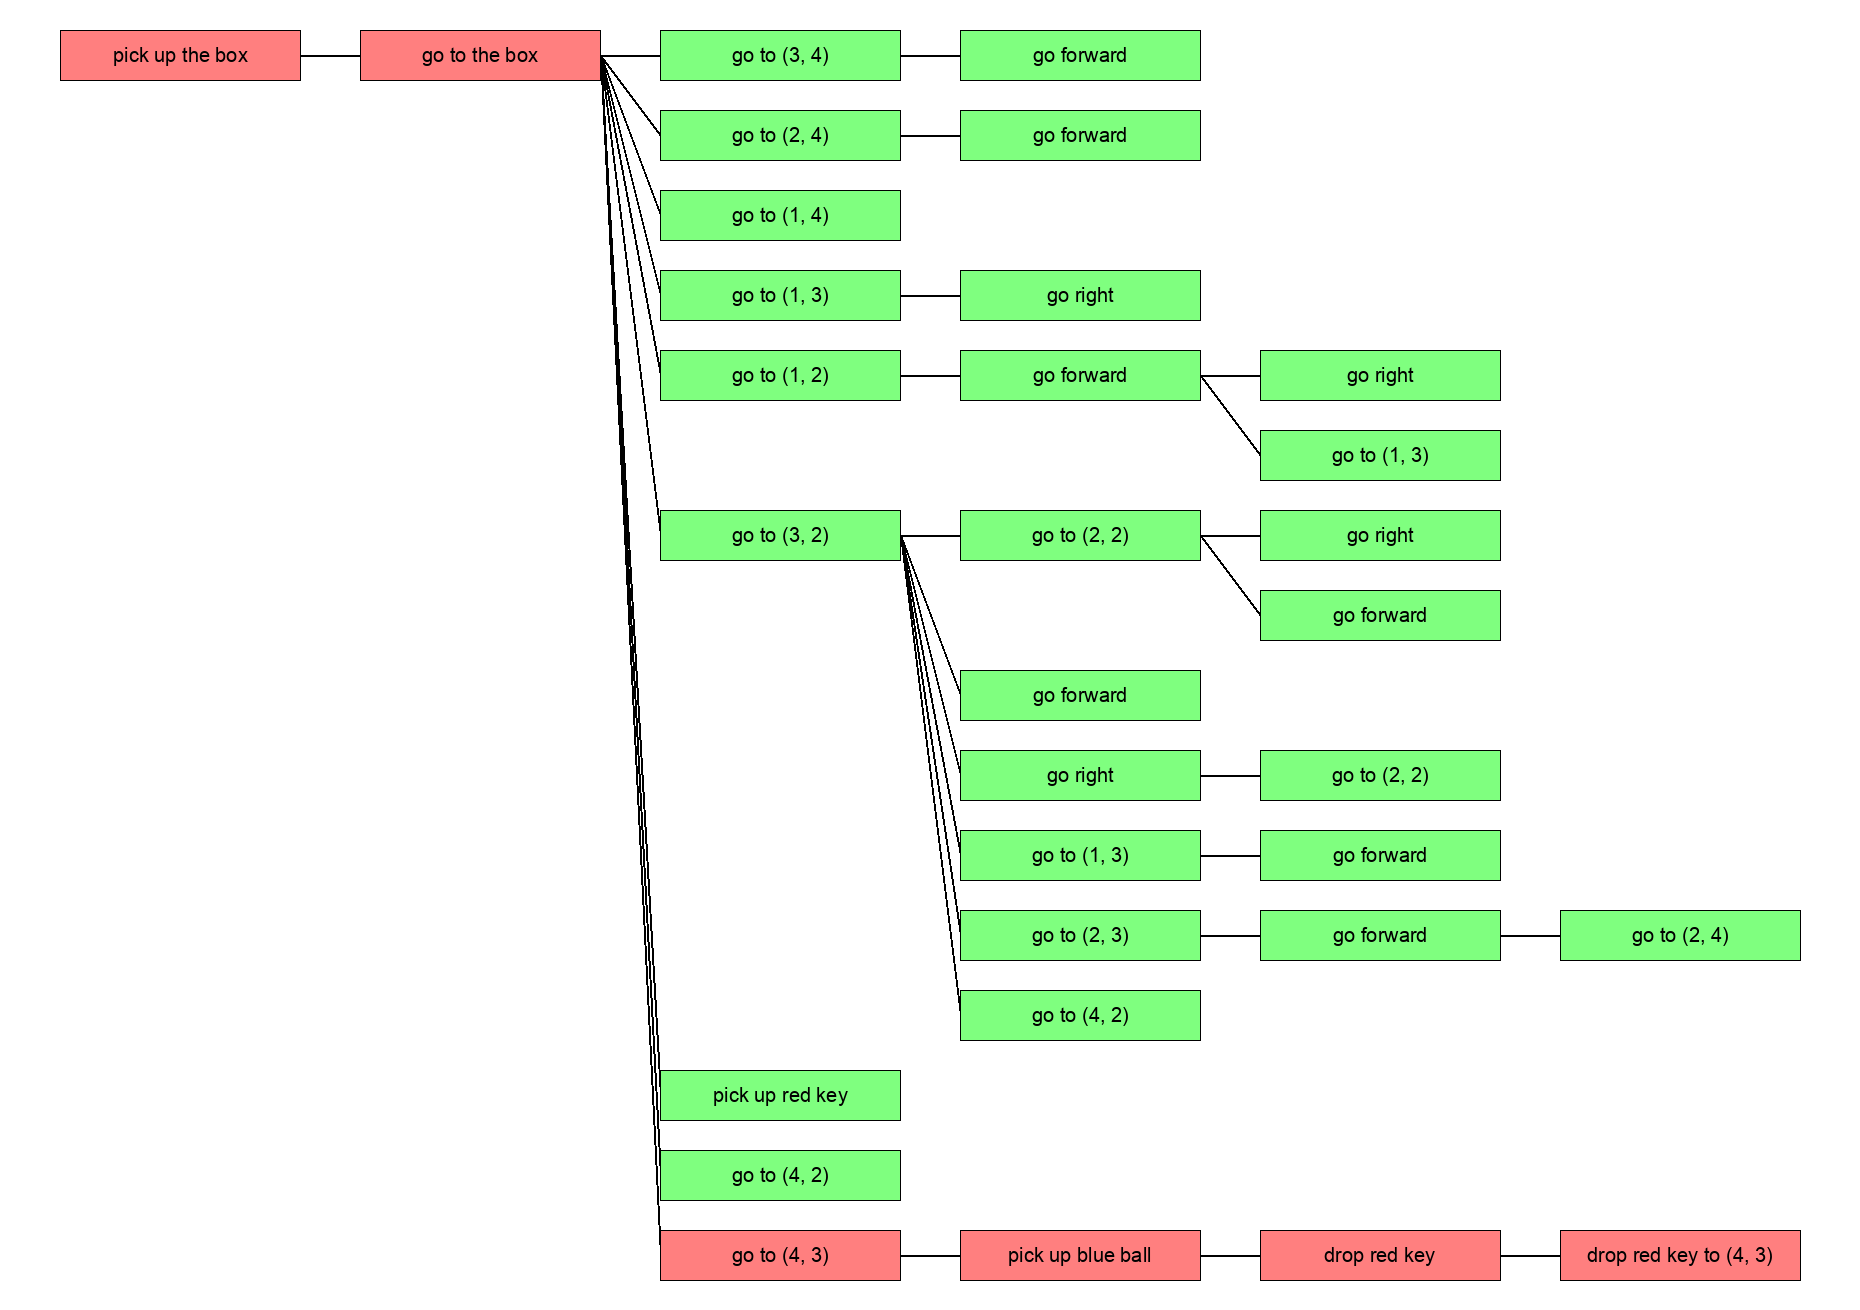 pick up the box
go to the box
go to (3, 4)
go forward
go to (2, 4)
go forward
go to (1, 4)
go to (1, 3)
go right
go to (1, 2)
go forward
go right
go to (1, 3)
go to (3, 2)
go to (2, 2)
go right
go forward
go forward
go right
go to (2, 2)
go to (1, 3)
go forward
go to (2, 3)
go forward
go to (2, 4)
go to (4, 2)
pick up red key
go to (4, 2)
go to (4, 3)
pick up blue ball
drop red key
drop red key to (4, 3)